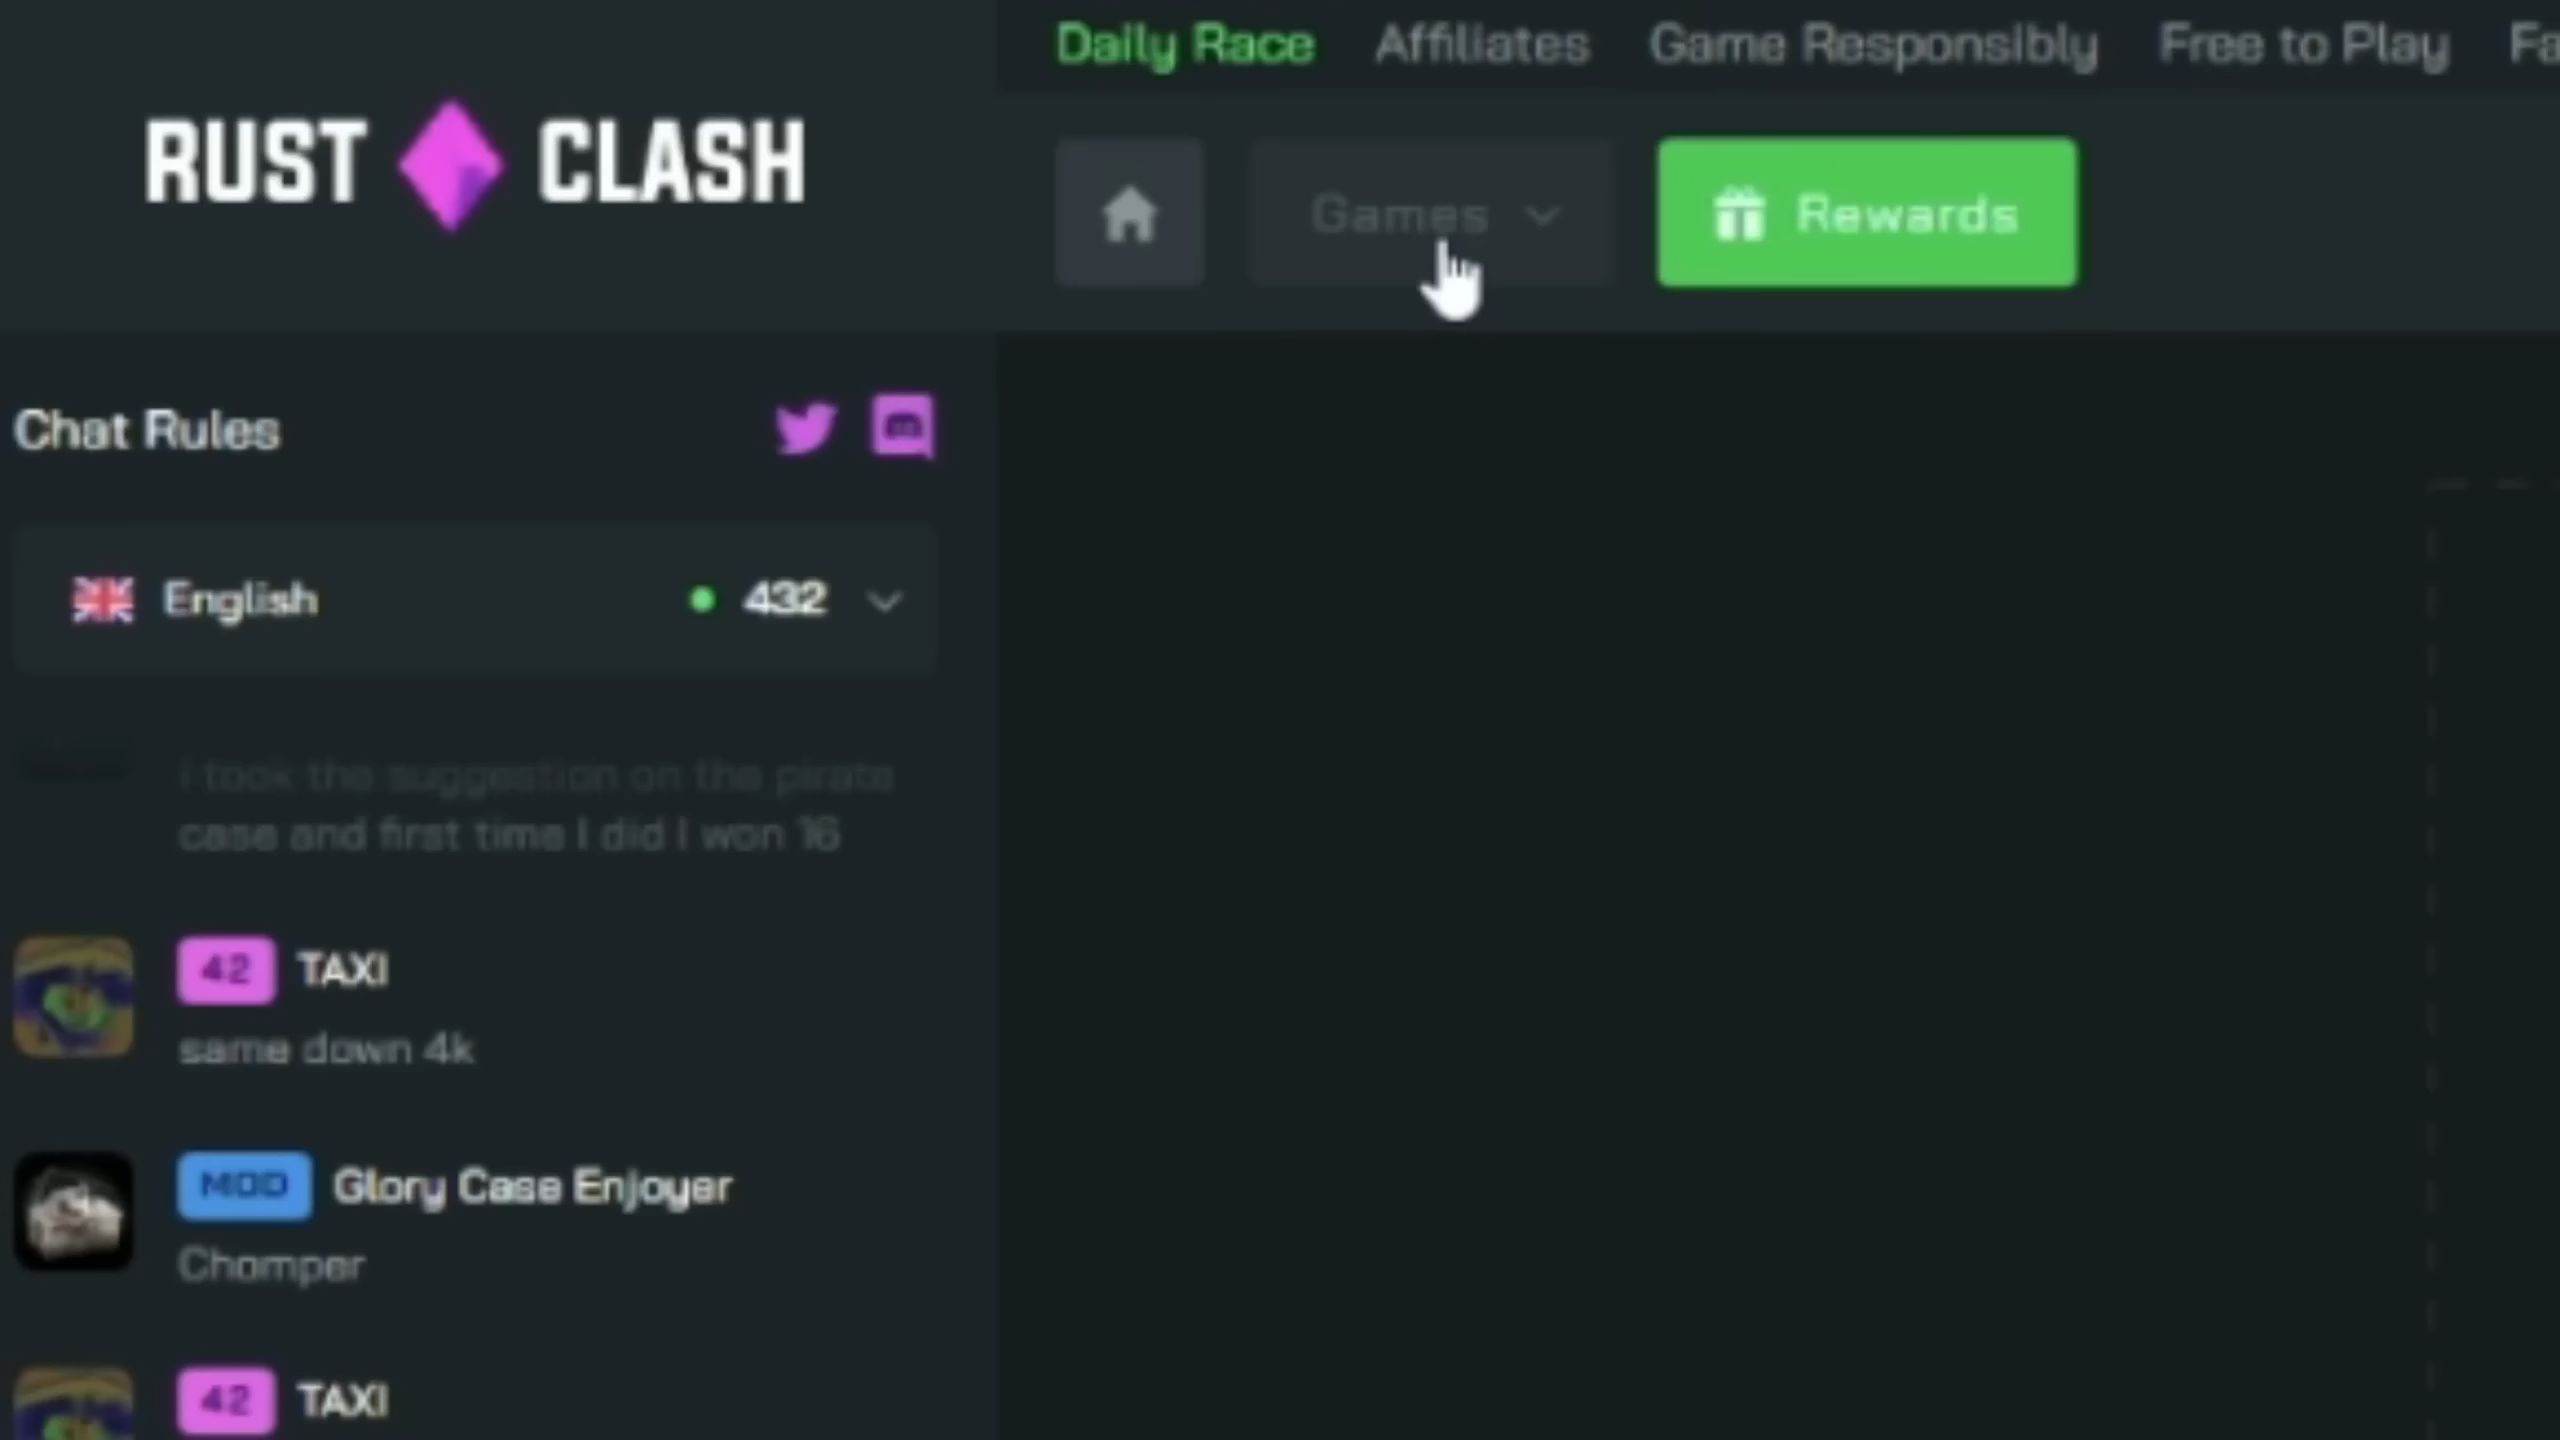 Daily Race Affiliates Game Responsibly Free to Play Fa
RUST CLASH
Games Rewards
Chat Rules
English 432
I took the suggestion on the pirate
case and first time I did I won 16
42 TAXI
same down 4k
MOD Glory Case Enjoyer
Chomper
42 TAXI